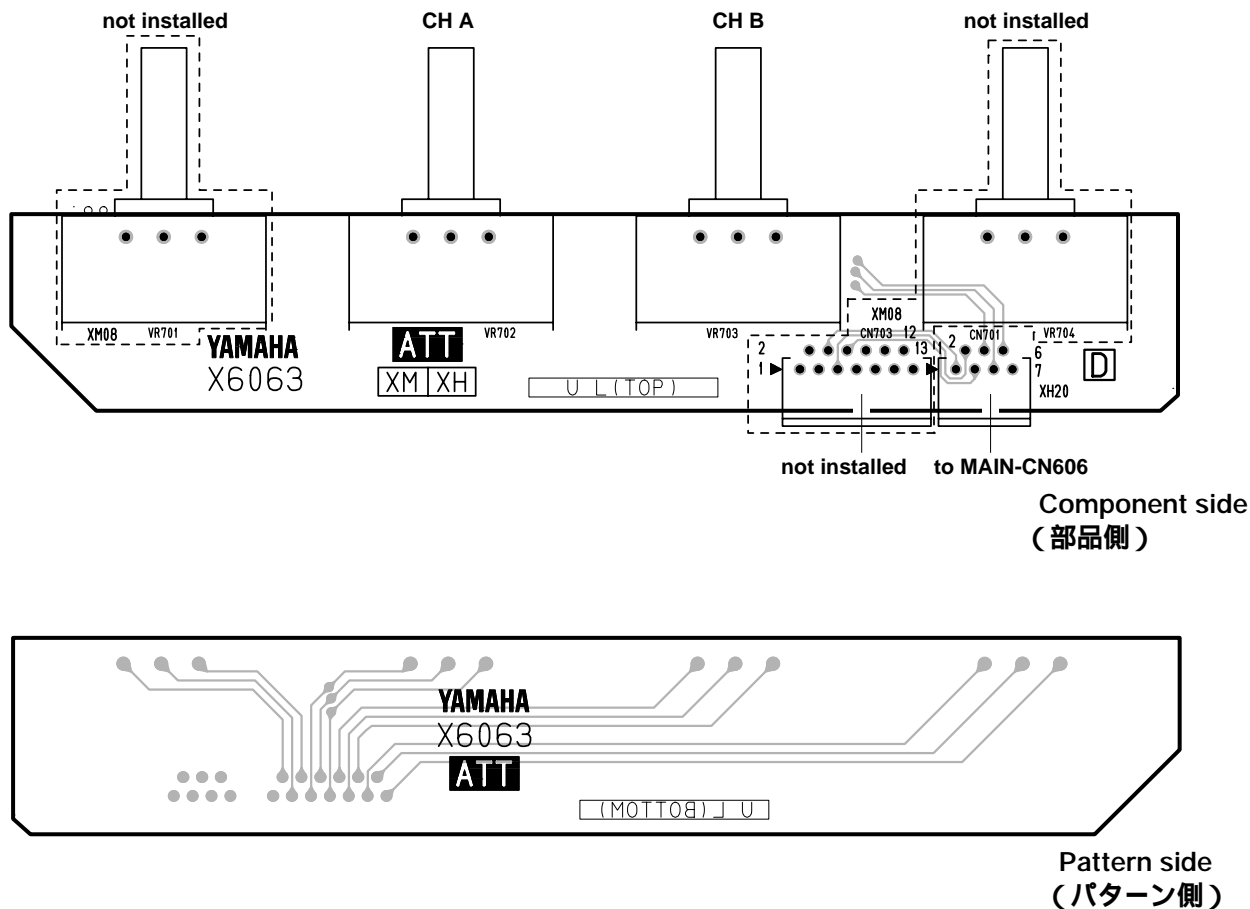 not installed
CH A
CH B
not installed
XM08
VR701
VR702
VR703
VR704
XM08
CN703
12
CN701
YAMAHA
X6063
ATT
XM XH
U L (TOP)
2
13
1
1
2
6
7
XH20
D
not installed
to MAIN-CN606
Component side
（部品側）
YAMAHA
X6063
ATT
U L (BOTTOM)
Pattern side
（パターン側）